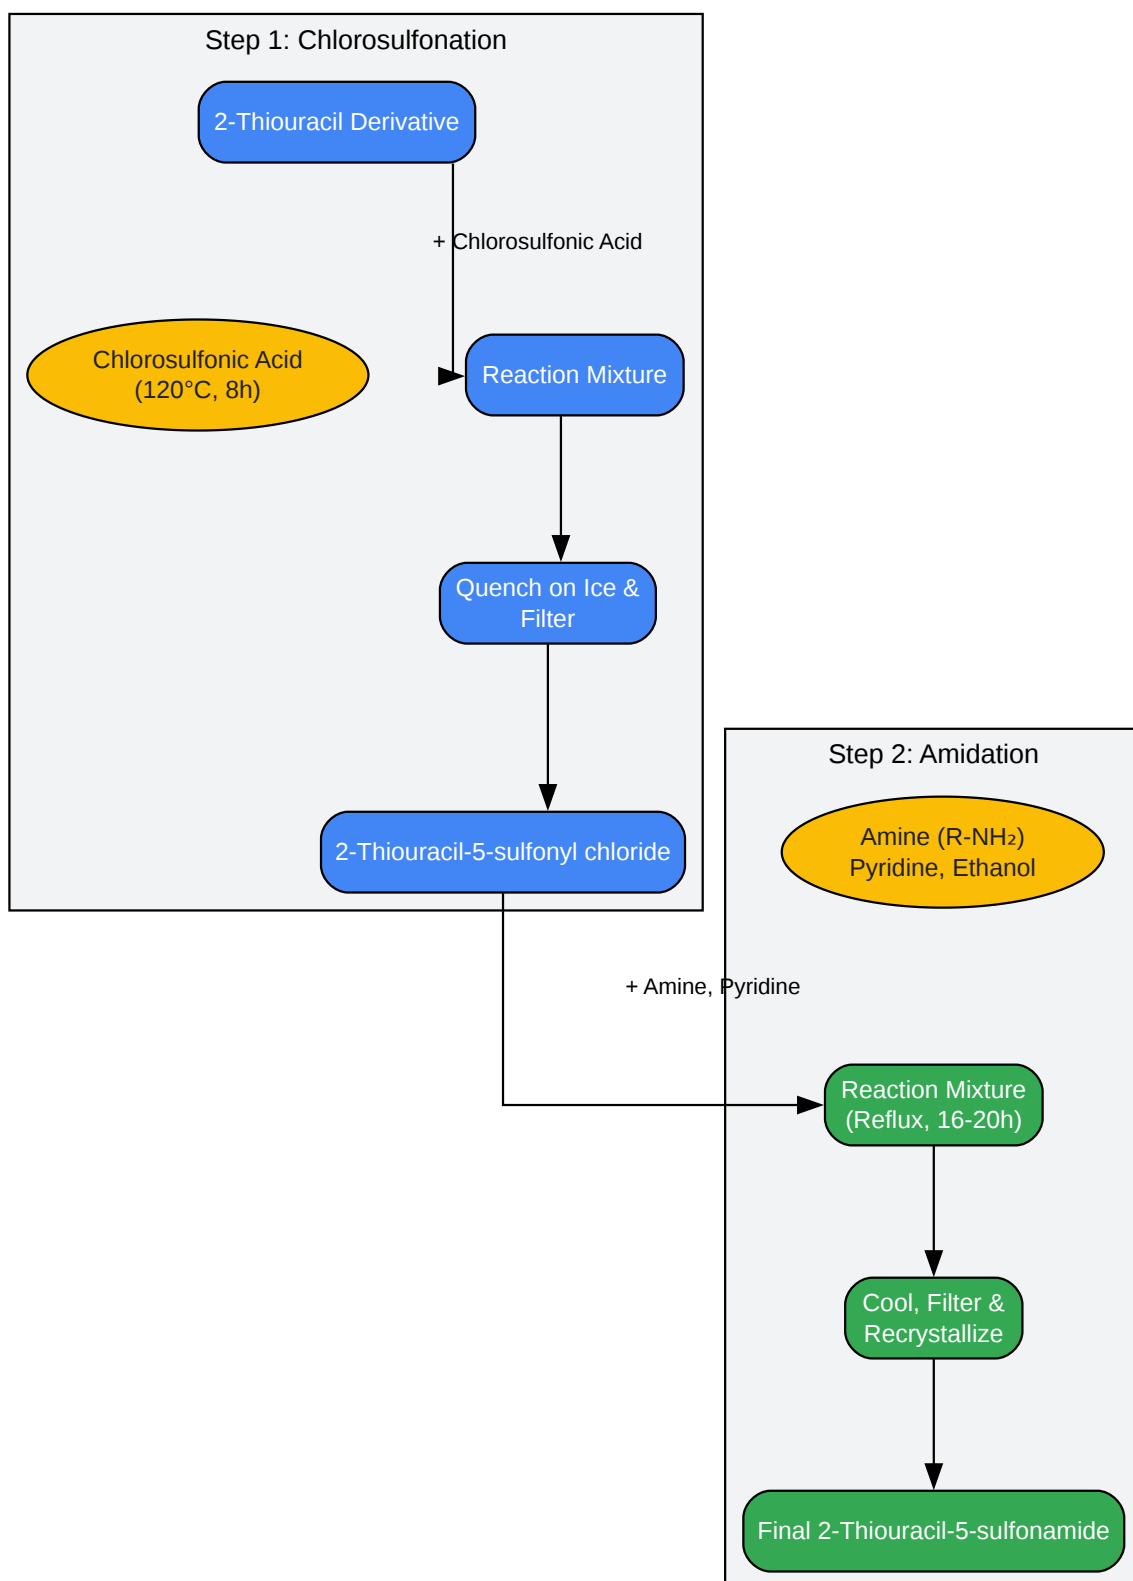 Step 1: Chlorosulfonation
2-Thiouracil Derivative
+ Chlorosulfonic Acid
Chlorosulfonic Acid
(120°C, 8h)
Reaction Mixture
Quench on Ice &
Filter
2-Thiouracil-5-sulfonyl chloride
Step 2: Amidation
Amine (R-NH₂)
Pyridine, Ethanol
+ Amine, Pyridine
Reaction Mixture
(Reflux, 16-20h)
Cool, Filter &
Recrystallize
Final 2-Thiouracil-5-sulfonamide